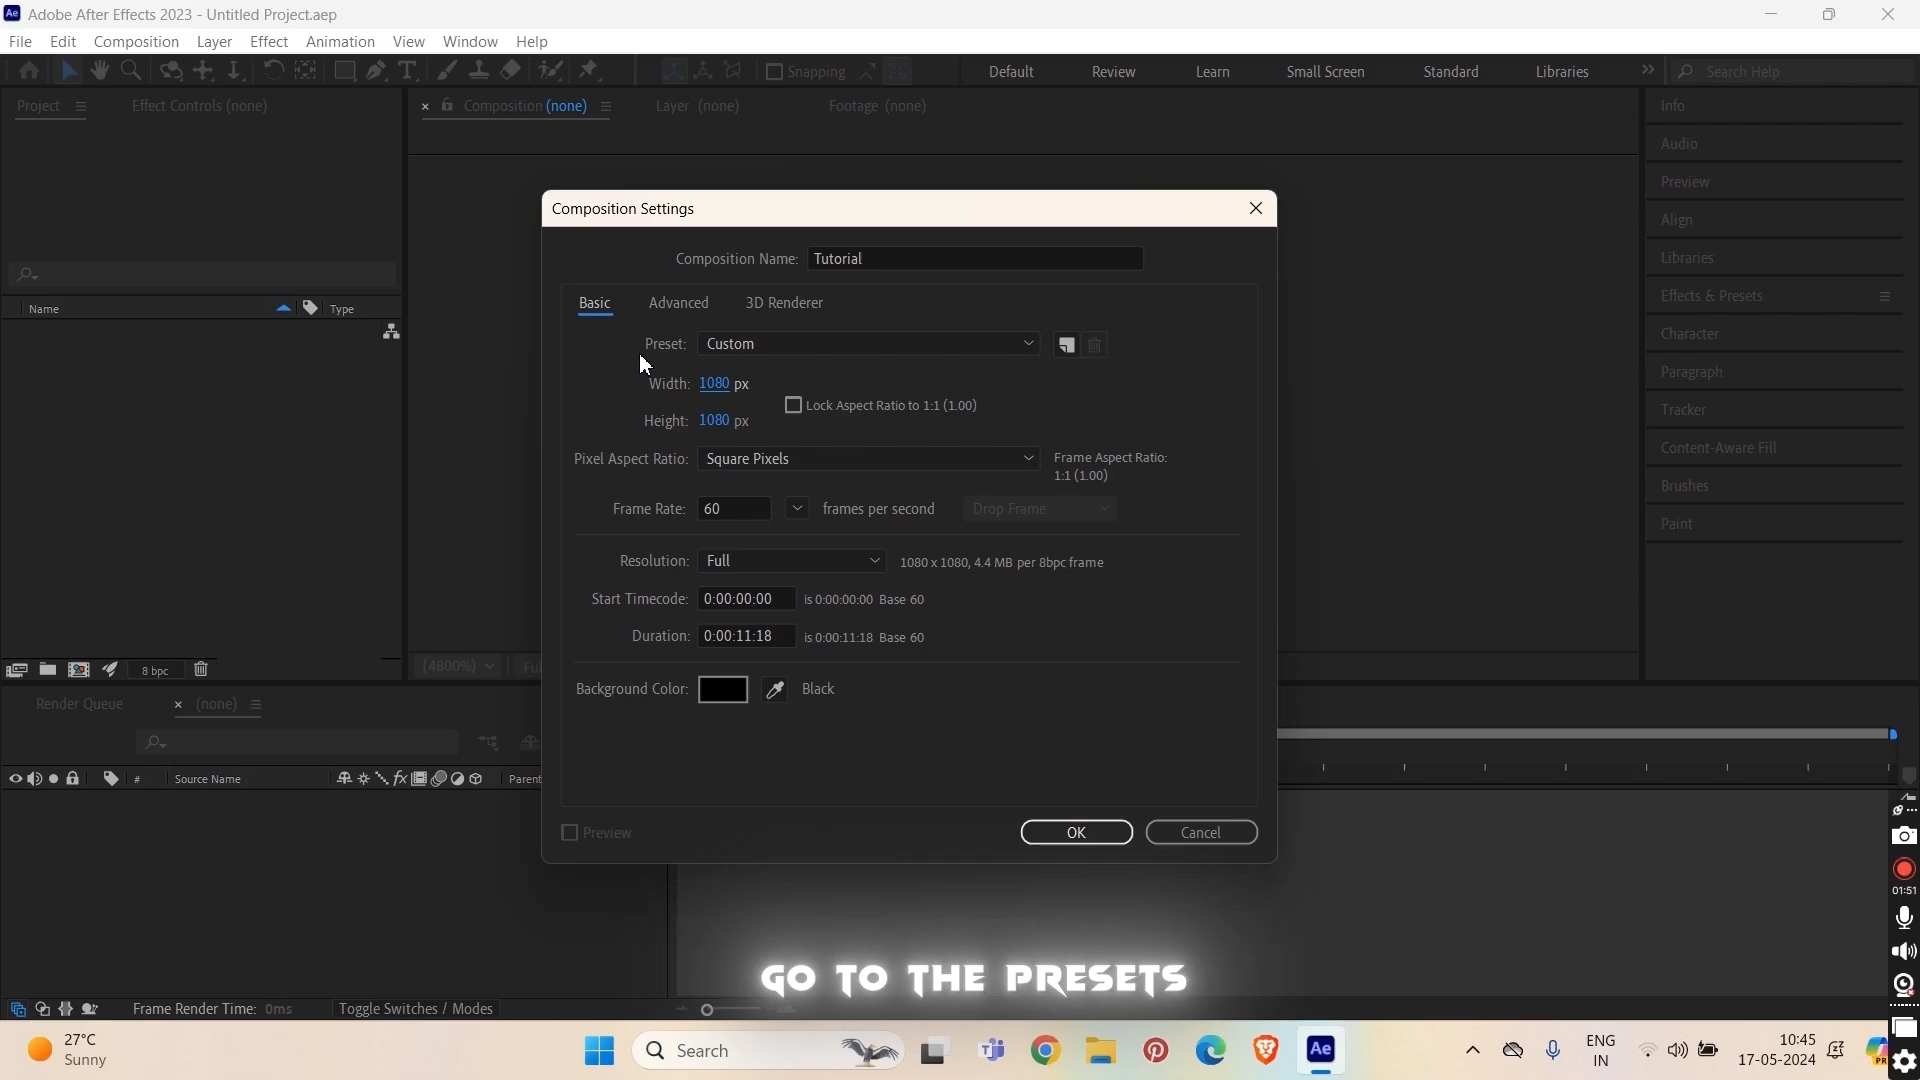 Adobe After Effects 2023 - Untitled Project.aep
File Edit Composition Layer Effect Animation View Window Help
Snapping Default Review Learn Small Screen Standard Libraries Search Help
Project Effect Controls (none) Composition (none) Layer (none) Footage (none)
Info
Audio
Preview
Align
Libraries
Effects & Presets
Character
Paragraph
Tracker
Content-Aware Fill
Brushes
Paint
Name Type
8 bpc
Composition Settings
Composition Name: Tutorial
Basic Advanced 3D Renderer
Preset: Custom
Width: 1080 px
Lock Aspect Ratio to 1:1 (1.00)
Height: 1080 px
Pixel Aspect Ratio: Square Pixels
Frame Aspect Ratio:
1:1 (1.00)
Frame Rate: 60 frames per second Drop Frame
Resolution: Full 1080 x 1080, 4.4 MB per 8bpc frame
Start Timecode: 0:00:00:00 is 0:00:00:00 Base 60
Duration: 0:00:11:18 is 0:00:11:18 Base 60
Background Color: Black
Preview OK Cancel
(4800%)
Render Queue (none)
# Source Name Parent
GO TO THE PRESETS
Frame Render Time: 0ms Toggle Switches / Modes
01:51
27°C
Sunny
Search
Ae
ENG
IN
10:45
17-05-2024